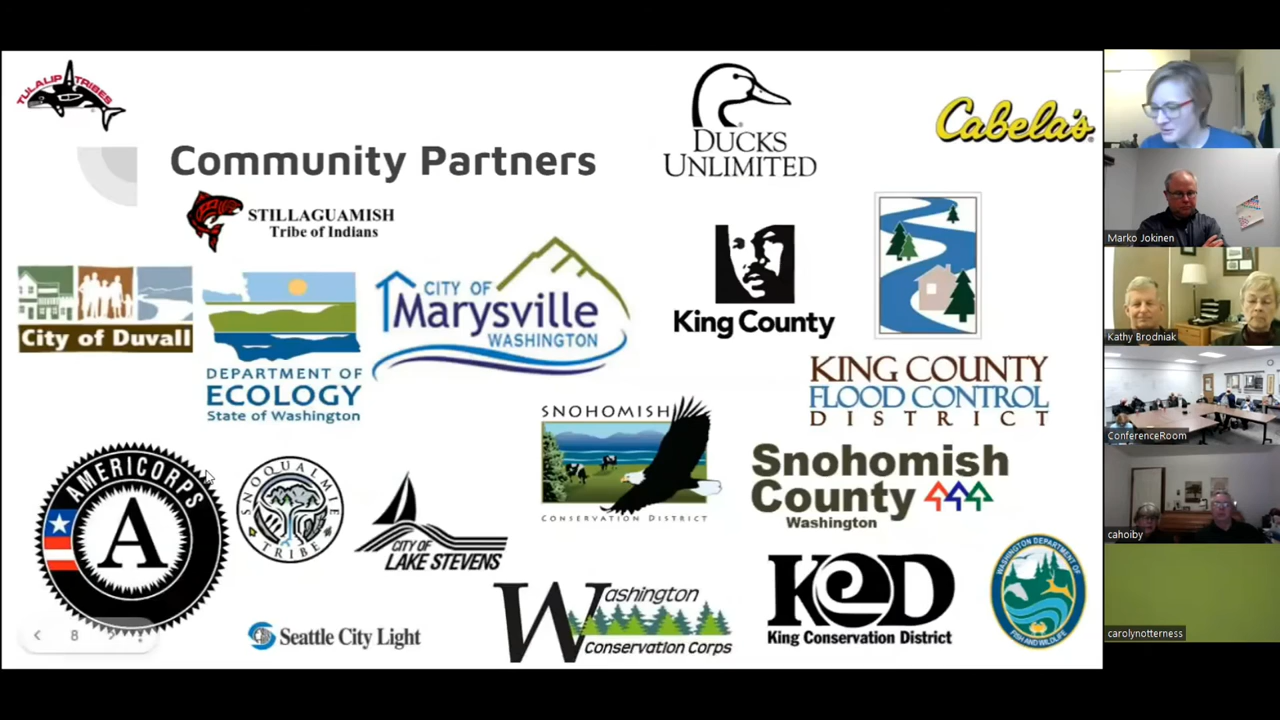 TULALIP TRIBES
Community Partners
DUCKS
UNLIMITED
Cabela's
STILLAGUAMISH
Tribe of Indians
City of Duvall
DEPARTMENT OF
ECOLOGY
State of Washington
CITY OF
Marysville
WASHINGTON
King County
KING COUNTY
FLOOD CONTROL
DISTRICT
SNOHOMISH
CONSERVATION DISTRICT
Snohomish
County
Washington
AMERICORPS
A
SNOQUALMIE
TRIBE
CITY OF
LAKE STEVENS
Seattle City Light
Washington
Conservation Corps
KCD
King Conservation District
WASHINGTON DEPARTMENT OF
FISH AND WILDLIFE
8
Marko Jokinen
Kathy Brodniak
ConferenceRoom
cahoiby
carolynotterness